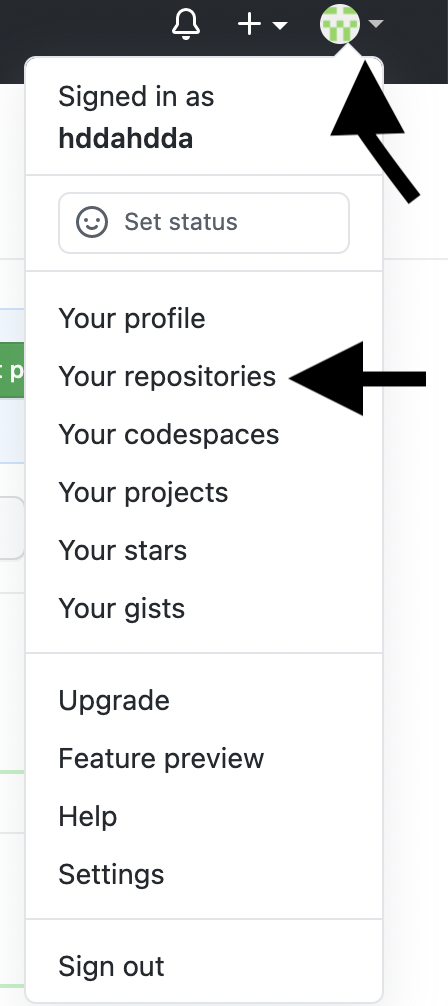 Signed in as
hddahdda
Set status
Your profile
Your repositories
Your codespaces
Your projects
Your stars
Your gists
Upgrade
Feature preview
Help
Settings
Sign out